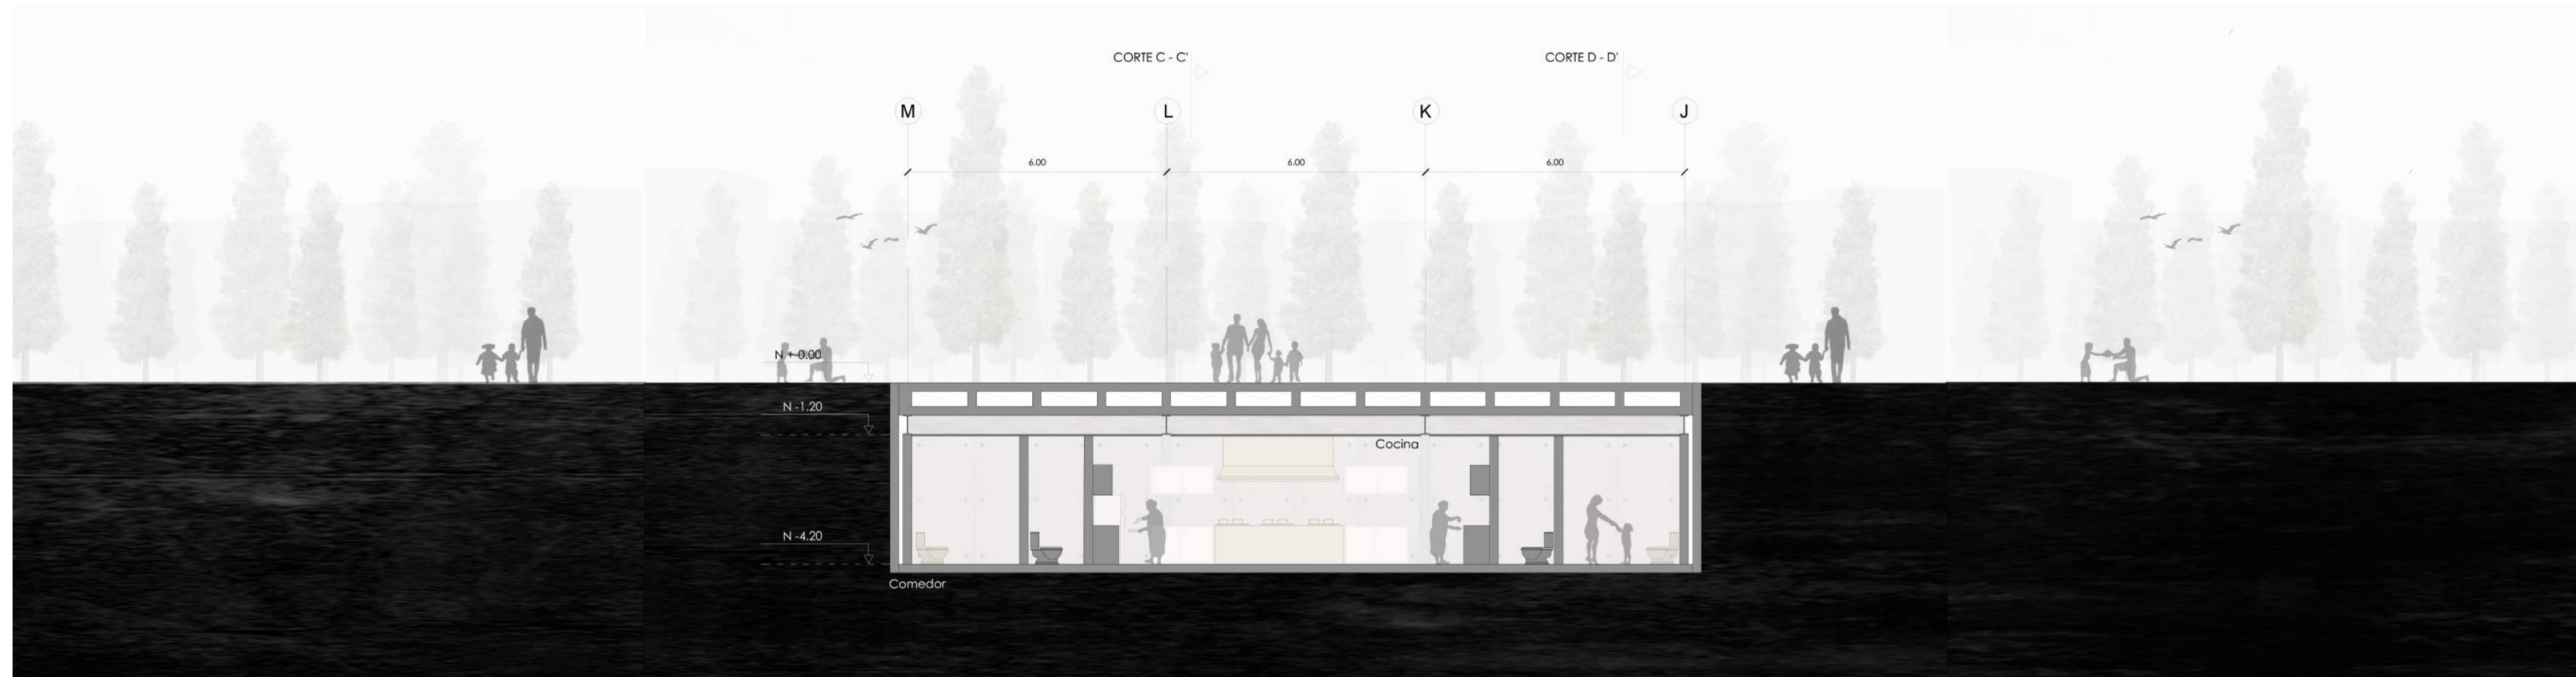 CORTE C - C'
CORTE D - D'
M
L
K
J
6.00
6.00
6.00
N +-0.00
N -1.20
Cocina
N -4.20
Comedor